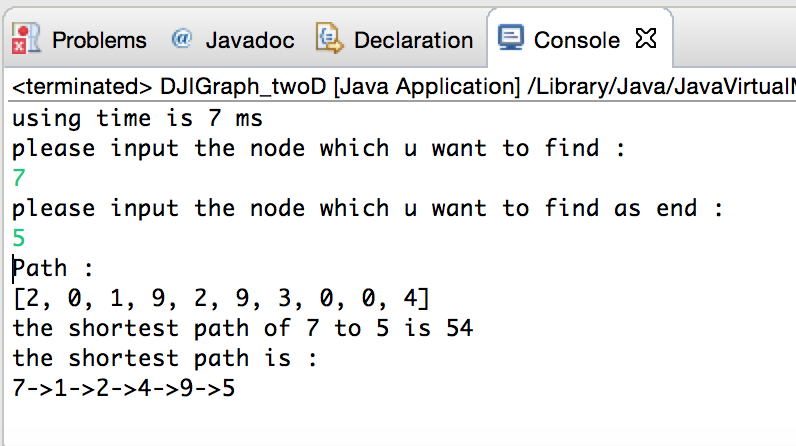 Problems @ Javadoc Declaration Console
<terminated> DJIGraph_twoD [Java Application] /Library/Java/JavaVirtualM
using time is 7 ms
please input the node which u want to find :
7
please input the node which u want to find as end :
5
Path :
[2, 0, 1, 9, 2, 9, 3, 0, 0, 4]
the shortest path of 7 to 5 is 54
the shortest path is :
7->1->2->4->9->5